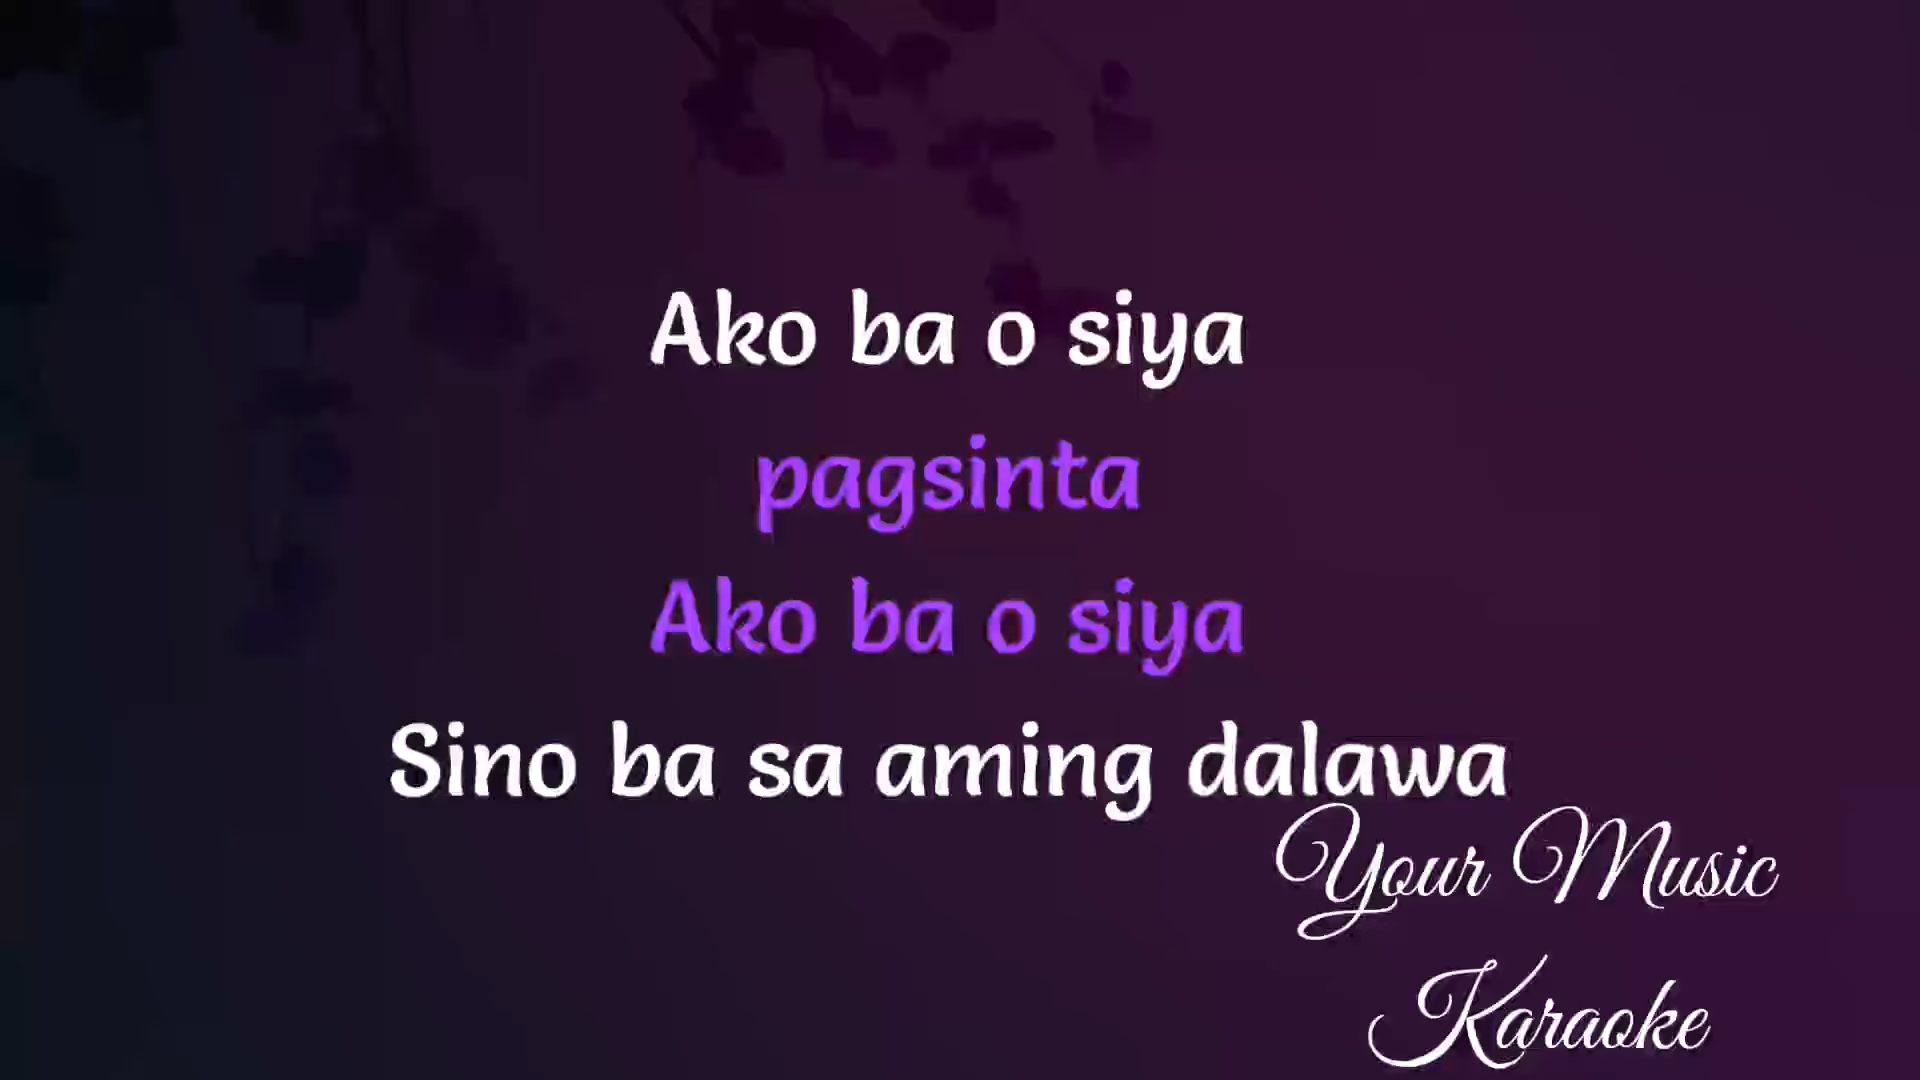 Ako ba o siya
pagsinta
Ako ba o siya
Sino ba sa aming dalawa
Your Music
Karaoke